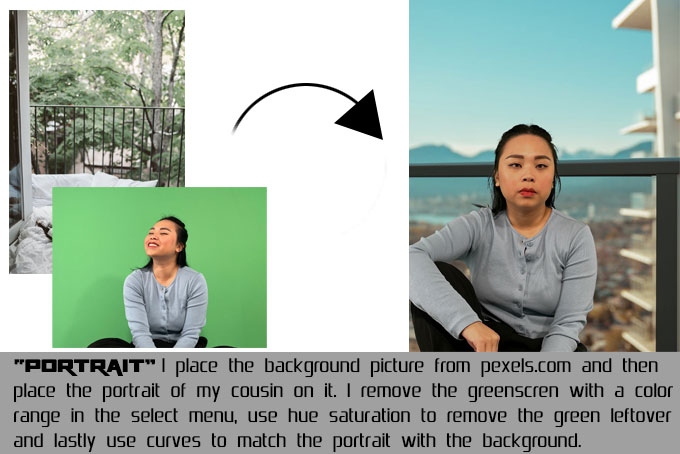 "PORTRAIT" I place the background picture from pexels.com and then
place the portrait of my cousin on it. I remove the greenscren with a color
range in the select menu, use hue saturation to remove the green leftover
and lastly use curves to match the portrait with the background.